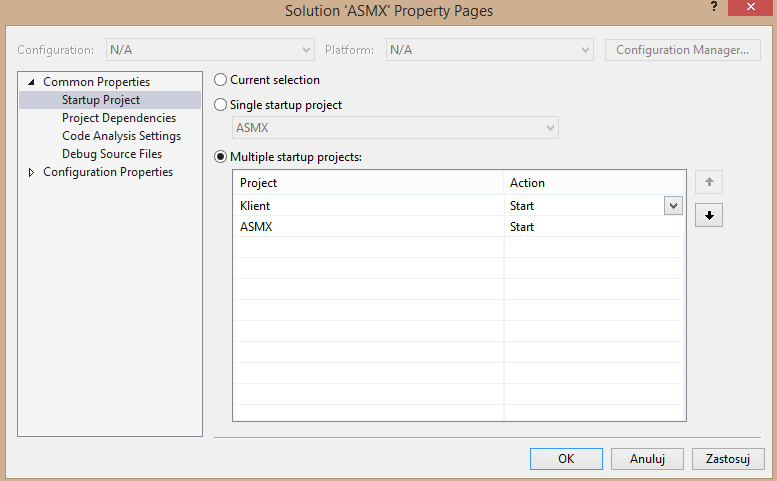 Solution 'ASMX' Property Pages
?
Configuration: N/A Platform: N/A Configuration Manager...
Common Properties
Startup Project
Project Dependencies
Code Analysis Settings
Debug Source Files
Configuration Properties
Current selection
Single startup project
ASMX
Multiple startup projects:
Project Action
Klient Start
ASMX Start
OK Anuluj Zastosuj